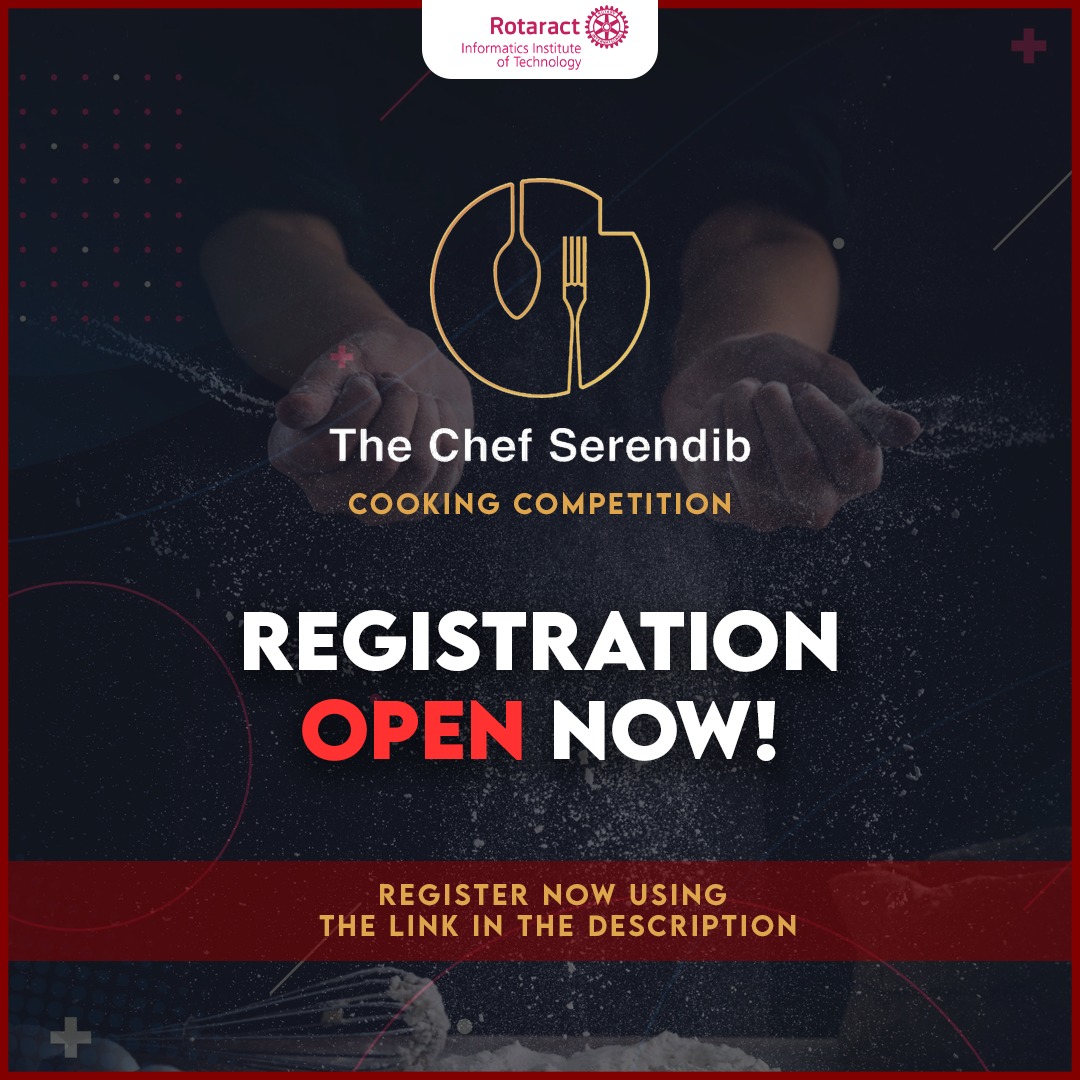 Rotaract
Informatics Institute
of Technology
The Chef Serendib
COOKING COMPETITION
REGISTRATION
OPEN NOW!
REGISTER NOW USING
THE LINK IN THE DESCRIPTION